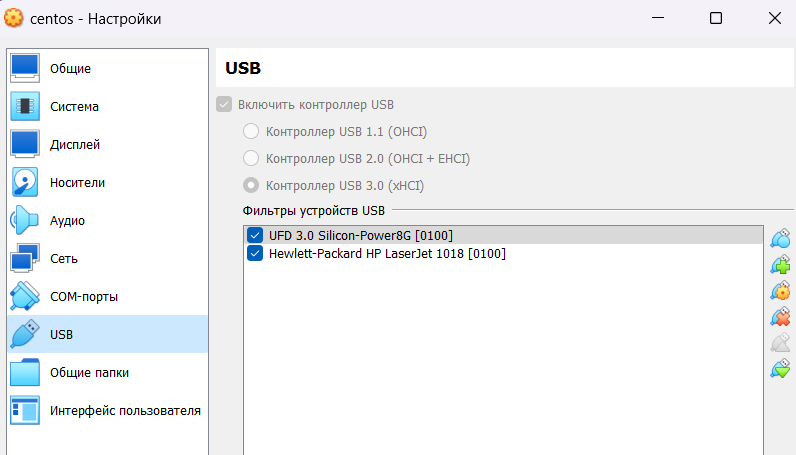 centos - Настройки
Общие
Система
Дисплей
Носители
Аудио
Сеть
COM-порты
USB
Общие папки
Интерфейс пользователя
USB
Включить контроллер USB
Контроллер USB 1.1 (OHCI)
Контроллер USB 2.0 (OHCI + EHCI)
Контроллер USB 3.0 (xHCI)
Фильтры устройств USB
UFD 3.0 Silicon-Power8G [0100]
Hewlett-Packard HP LaserJet 1018 [0100]